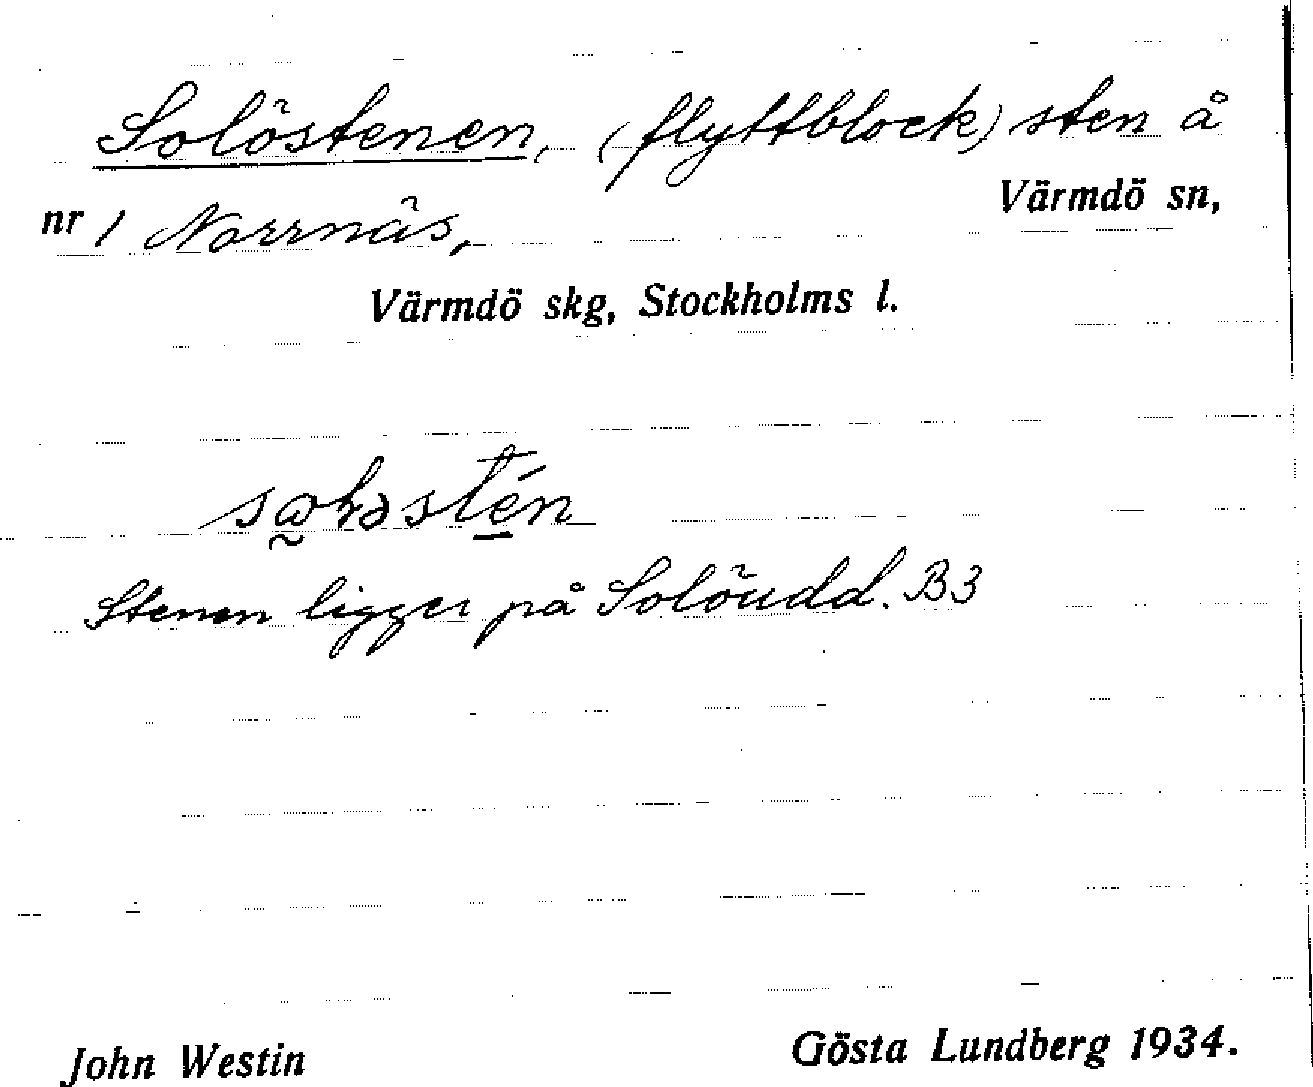 Solöstenen, (flyttblock) sten å
nr 1 Norrnäs, Värmdö sn,
Värmdö skg, Stockholms l.
Stenen ligger på Solöudd. B3
John Westin Gösta Lundberg 1934.